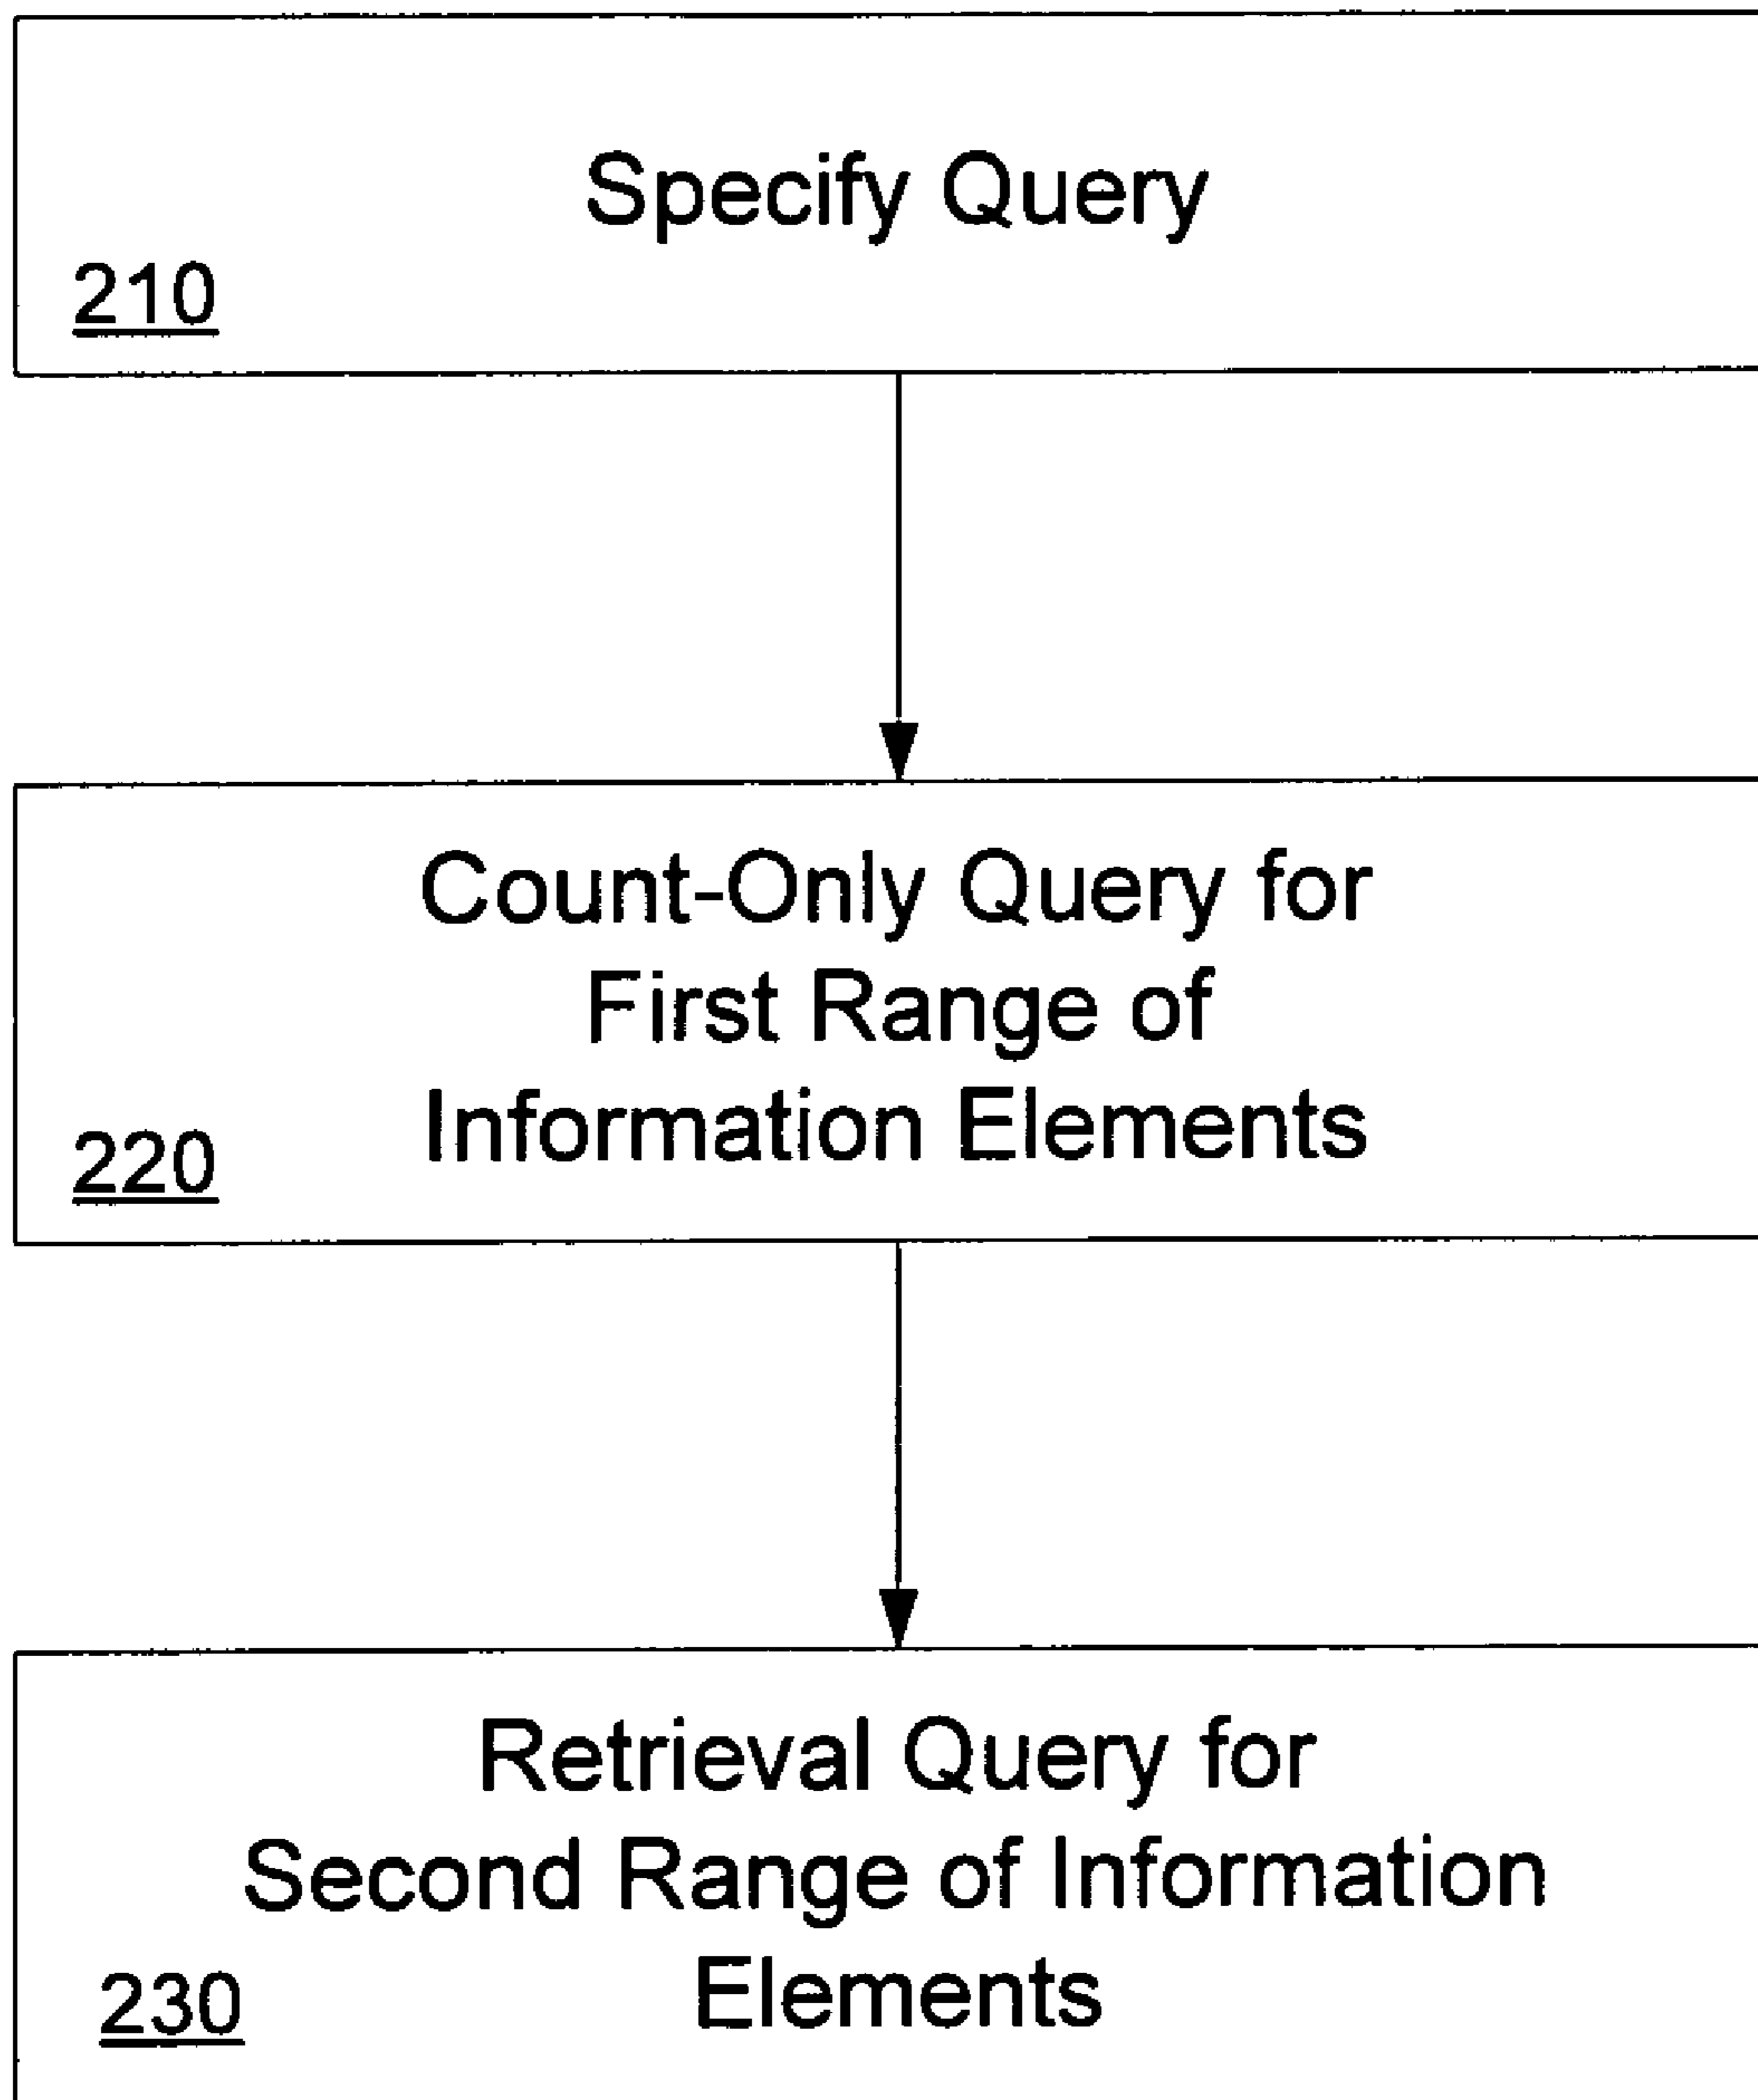 Specify Query
210
Count-Only Query for
First Range of
Information Elements
220
Retrieval Query for
Second Range of Information
Elements
230